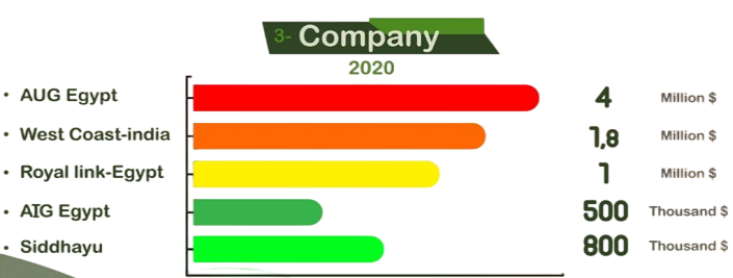 3- Company
2020
• AUG Egypt 4 Million $
• West Coast-india 1,8 Million $
• Royal link-Egypt 1 Million $
• AIG Egypt 500 Thousand $
• Siddhayu 800 Thousand $